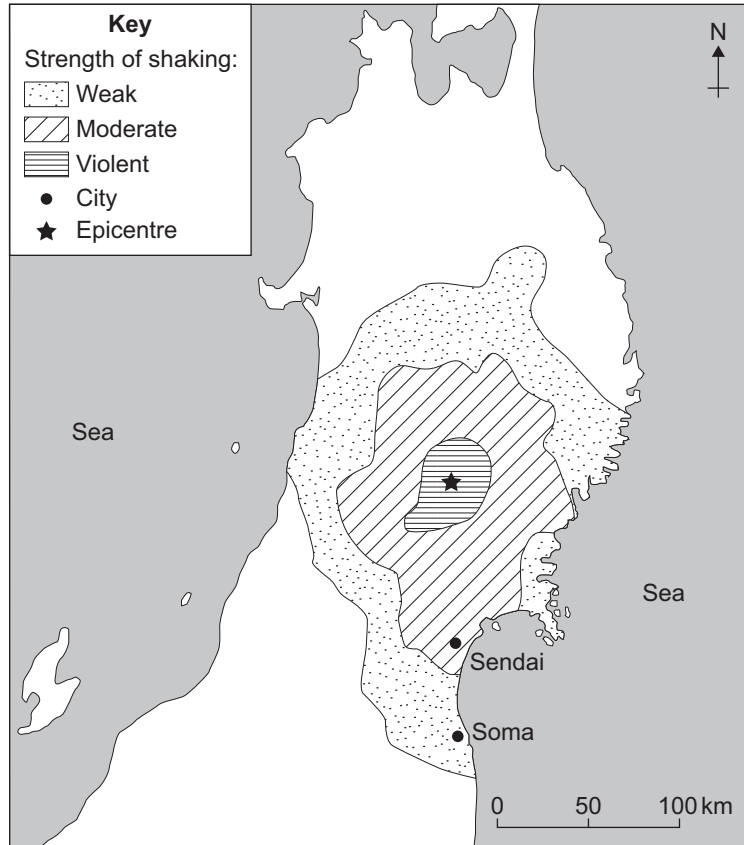 Key
Strength of shaking:
Weak
Moderate
Violent
City
Epicentre
N
Sea
Sea
Sendai
Soma
0 50 100 km